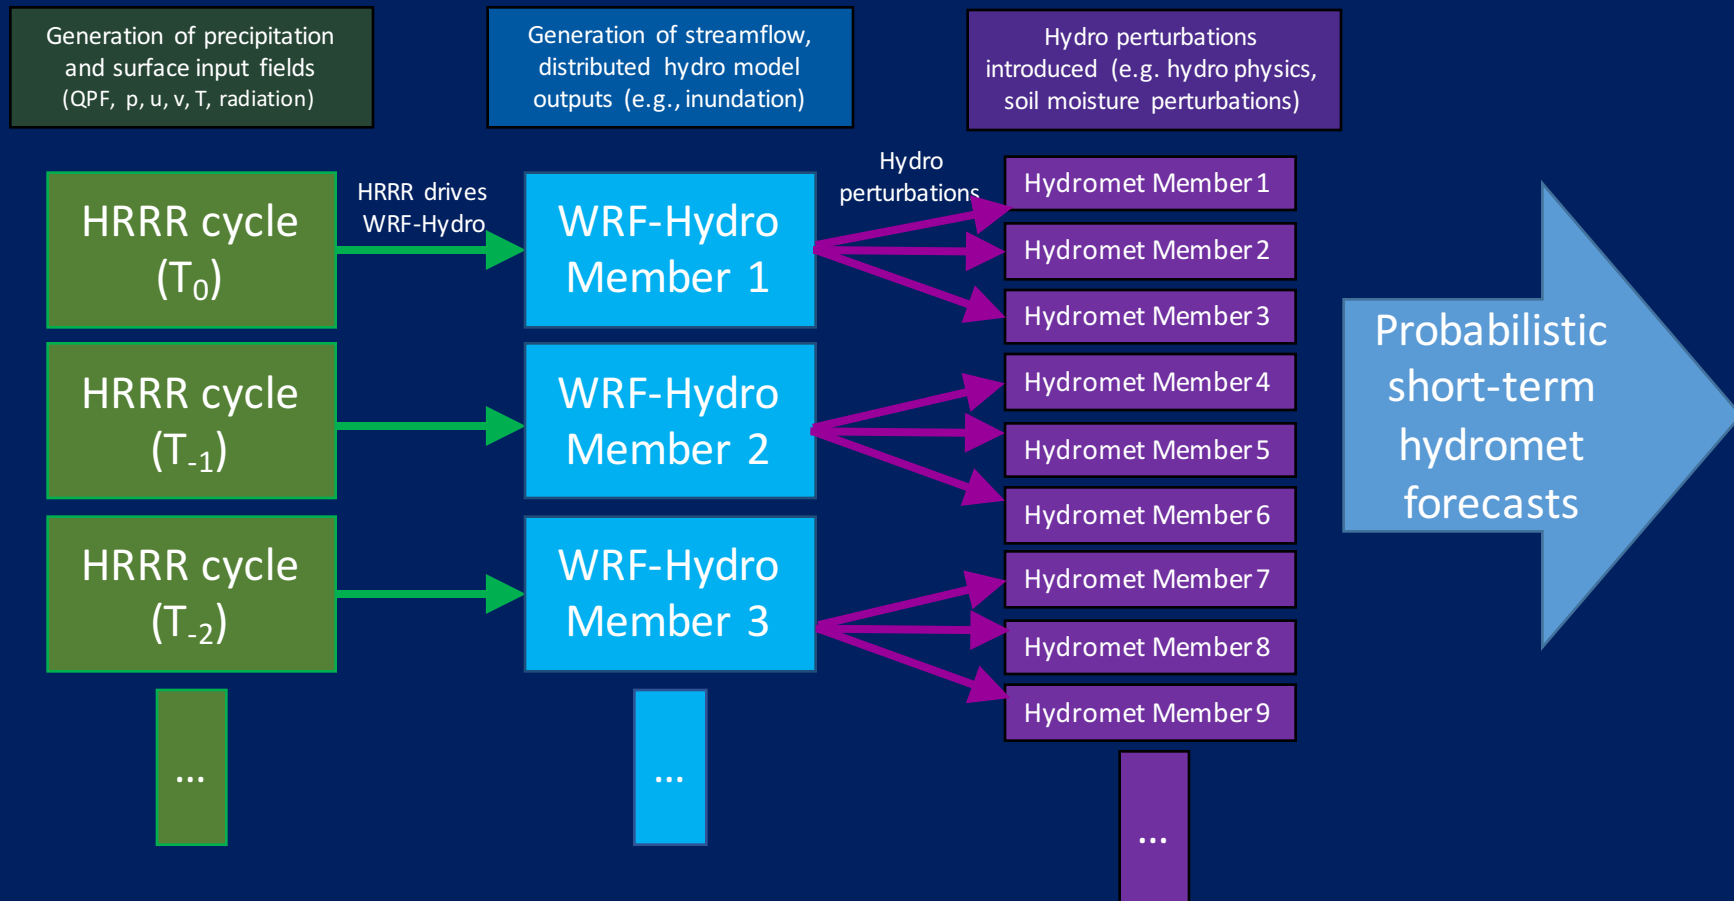 Generation of precipitation
and surface input fields
(QPF, p, u, v, T, radiation)
Generation of streamflow,
distributed hydro model
outputs (e.g., inundation)
Hydro perturbations
introduced (e.g. hydro physics,
soil moisture perturbations)
HRRR cycle
(T₀)
HRRR drives
WRF-Hydro
WRF-Hydro
Member 1
Hydro
perturbations
Hydromet Member 1
Hydromet Member 2
Hydromet Member 3
HRRR cycle
(T₋₁)
WRF-Hydro
Member 2
Hydromet Member 4
Hydromet Member 5
Hydromet Member 6
HRRR cycle
(T₋₂)
WRF-Hydro
Member 3
Hydromet Member 7
Hydromet Member 8
Hydromet Member 9
...
...
...
Probabilistic
short-term
hydromet
forecasts